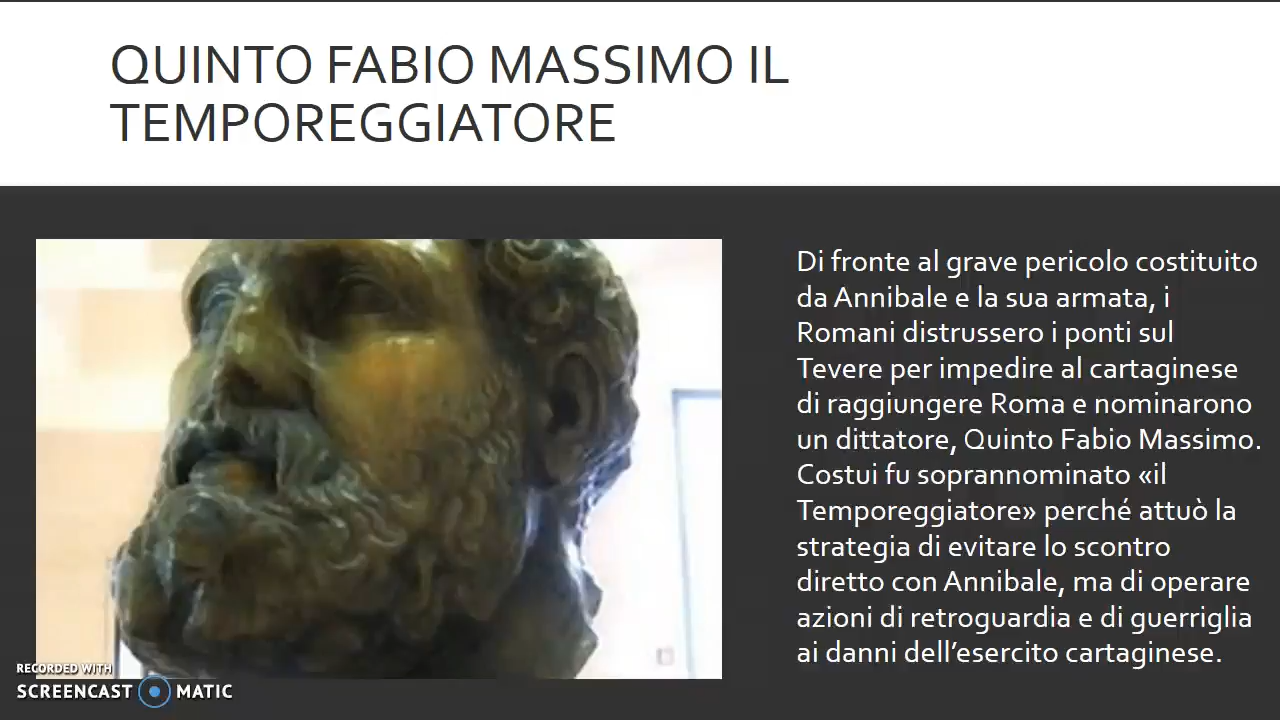 QUINTO FABIO MASSIMO IL
TEMPOREGGIATORE
Di fronte al grave pericolo costituito
da Annibale e la sua armata, i
Romani distrussero i ponti sul
Tevere per impedire al cartaginese
di raggiungere Roma e nominarono
un dittatore, Quinto Fabio Massimo.
Costui fu soprannominato «il
Temporeggiatore» perché attuò la
strategia di evitare lo scontro
diretto con Annibale, ma di operare
azioni di retroguardia e di guerriglia
ai danni dell'esercito cartaginese.
RECORDED WITH
SCREENCAST MATIC